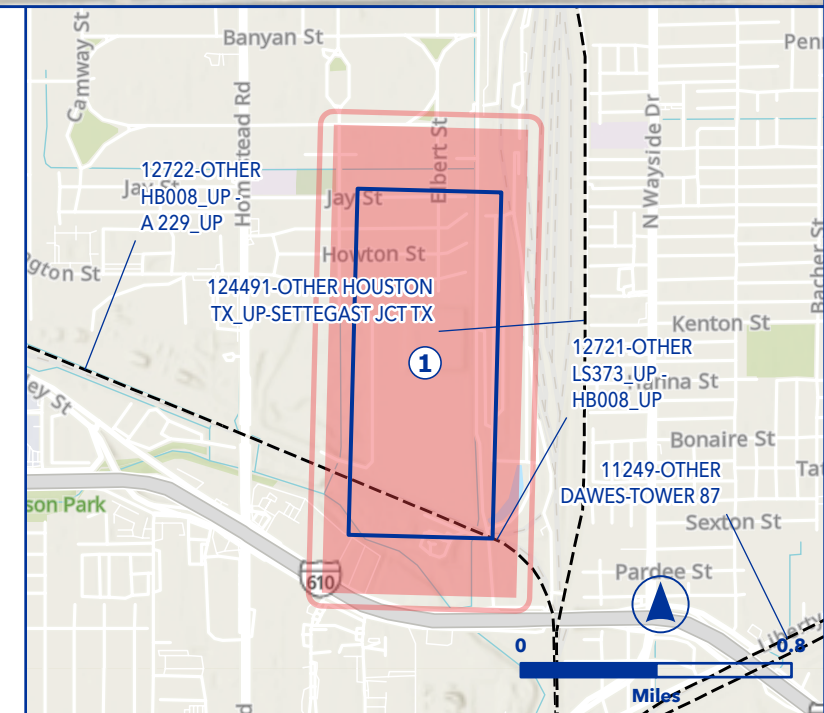 Camway St
Banyan St
Homestead Rd
Elbert St
N Wayside Dr
Bacher St
12722-OTHER
HB008_UP -
A 229_UP
Jay St
Jay St
Howton St
124491-OTHER HOUSTON
TX_UP-SETTEGAST JCT TX
1
Kenton St
12721-OTHER
LS373_UP -
HB008_UP
Bonaire St
11249-OTHER
DAWES-TOWER 87
Sexton St
Pardee St
son Park
610
Liberty
0
0.8
Miles